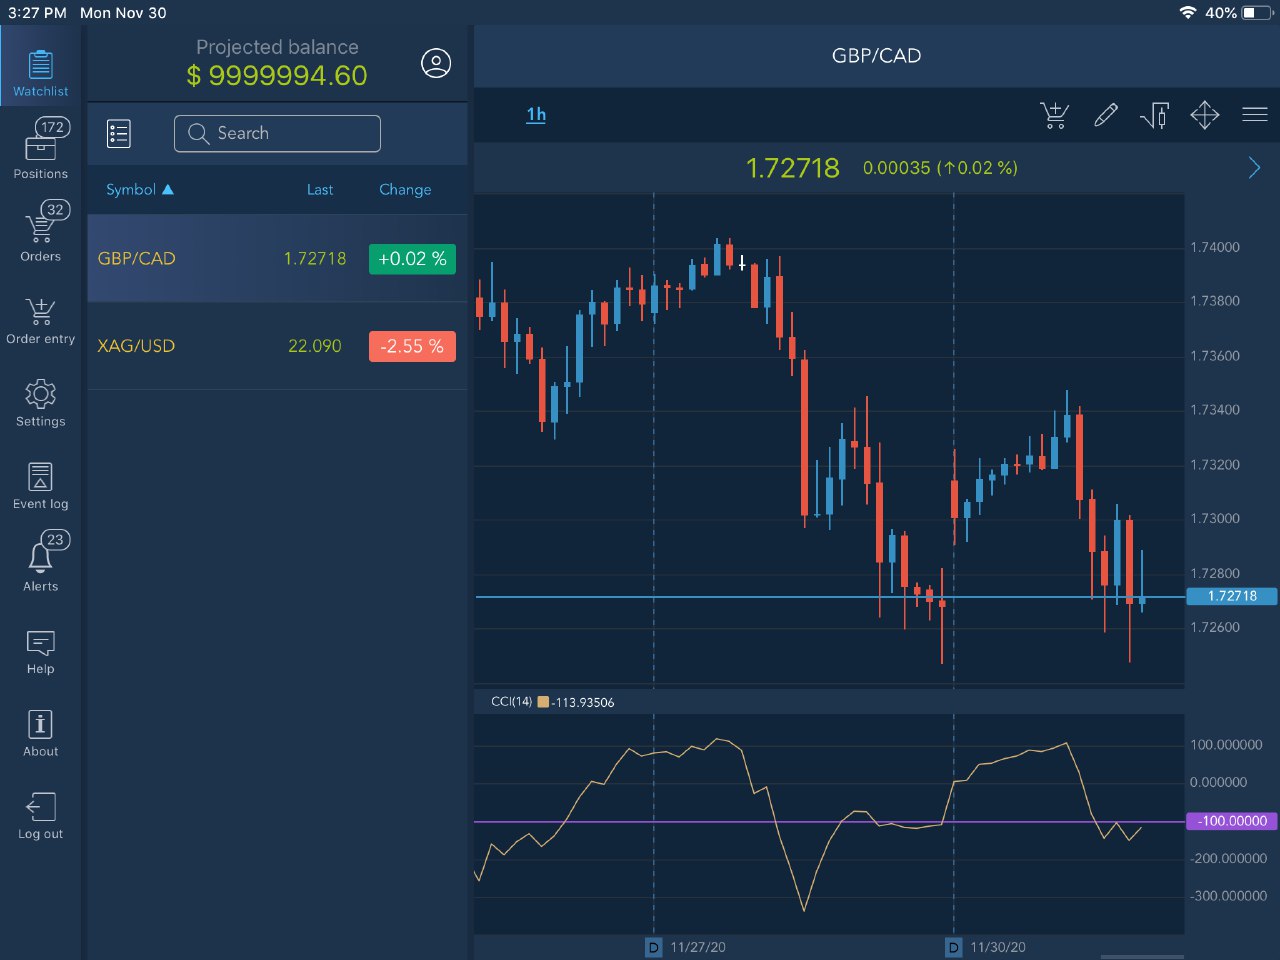 3:27 PM Mon Nov 30
40%
Watchlist
172
Positions
32
Orders
Order entry
Settings
Event log
23
Alerts
Help
About
Log out
Projected balance
$ 9999994.60
Search
Symbol ▲ Last Change
GBP/CAD 1.72718 +0.02 %
XAG/USD 22.090 -2.55 %
GBP/CAD
1h
1.72718 0.00035 (↑0.02 %)
1.74000
1.73800
1.73600
1.73400
1.73200
1.73000
1.72800
1.72718
1.72600
CCI(14) -113.93506
100.000000
0.000000
-100.00000
-200.000000
-300.000000
D 11/27/20 D 11/30/20